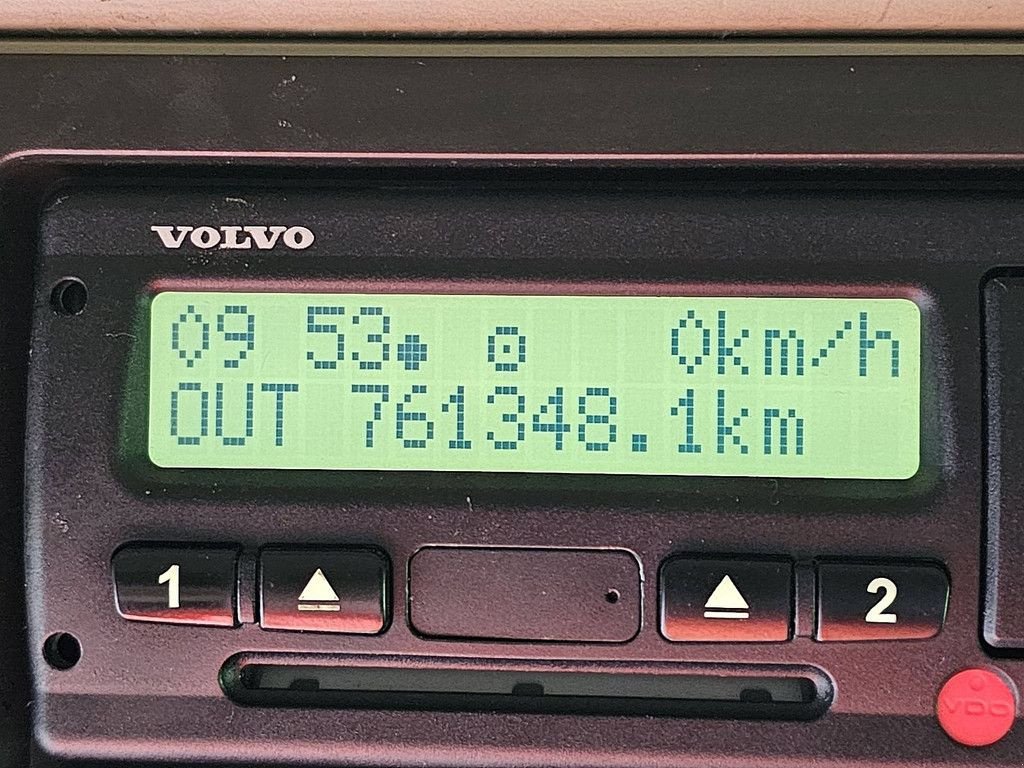 VOLVO
09 53 0km/h
OUT 761348.1km
1 2
VDO